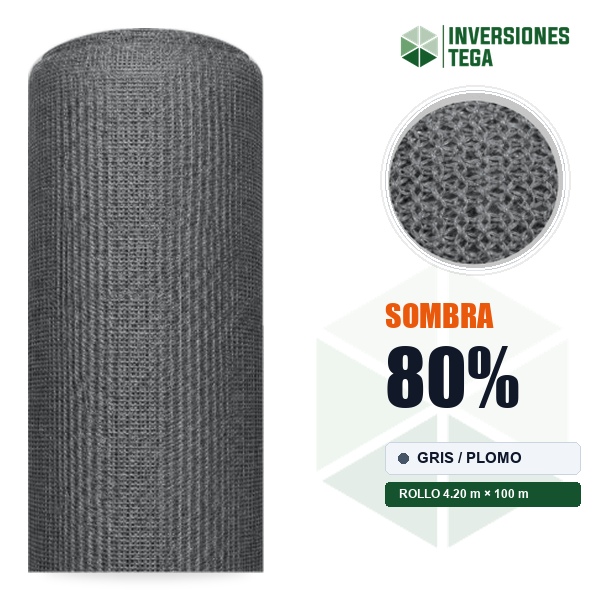 INVERSIONES
TEGA
SOMBRA
80%
GRIS / PLOMO
ROLLO 4.20 m × 100 m